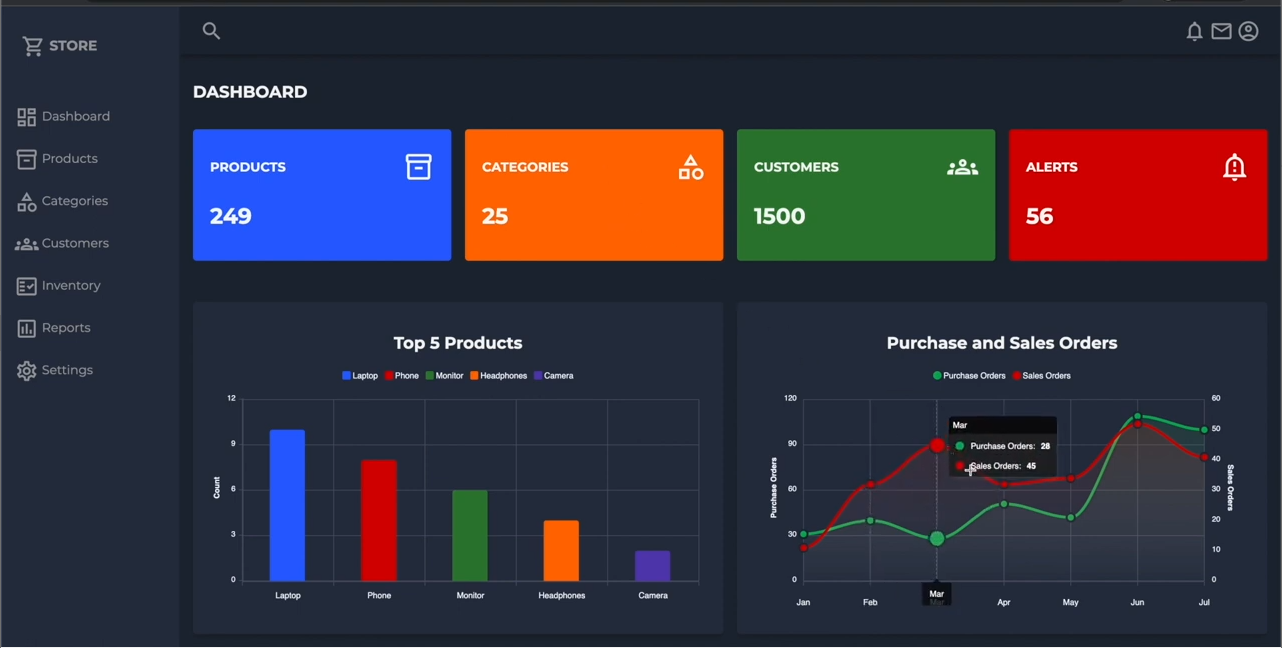 STORE
Dashboard
Products
Categories
Customers
Inventory
Reports
Settings
DASHBOARD
PRODUCTS
249
CATEGORIES
25
CUSTOMERS
1500
ALERTS
56
Top 5 Products
Laptop Phone Monitor Headphones Camera
12
9
6
3
0
Count
Laptop Phone Monitor Headphones Camera
Purchase and Sales Orders
Purchase Orders Sales Orders
120
90
60
30
0
Purchase Orders
Mar
Purchase Orders: 28
Sales Orders: 45
60
50
40
30
20
10
0
Sales Orders
Jan Feb Mar Apr May Jun Jul
Mar